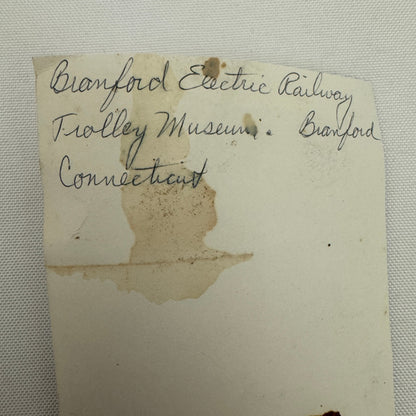 Branford Electric Railway
Trolley Museum. Branford
Connecticut